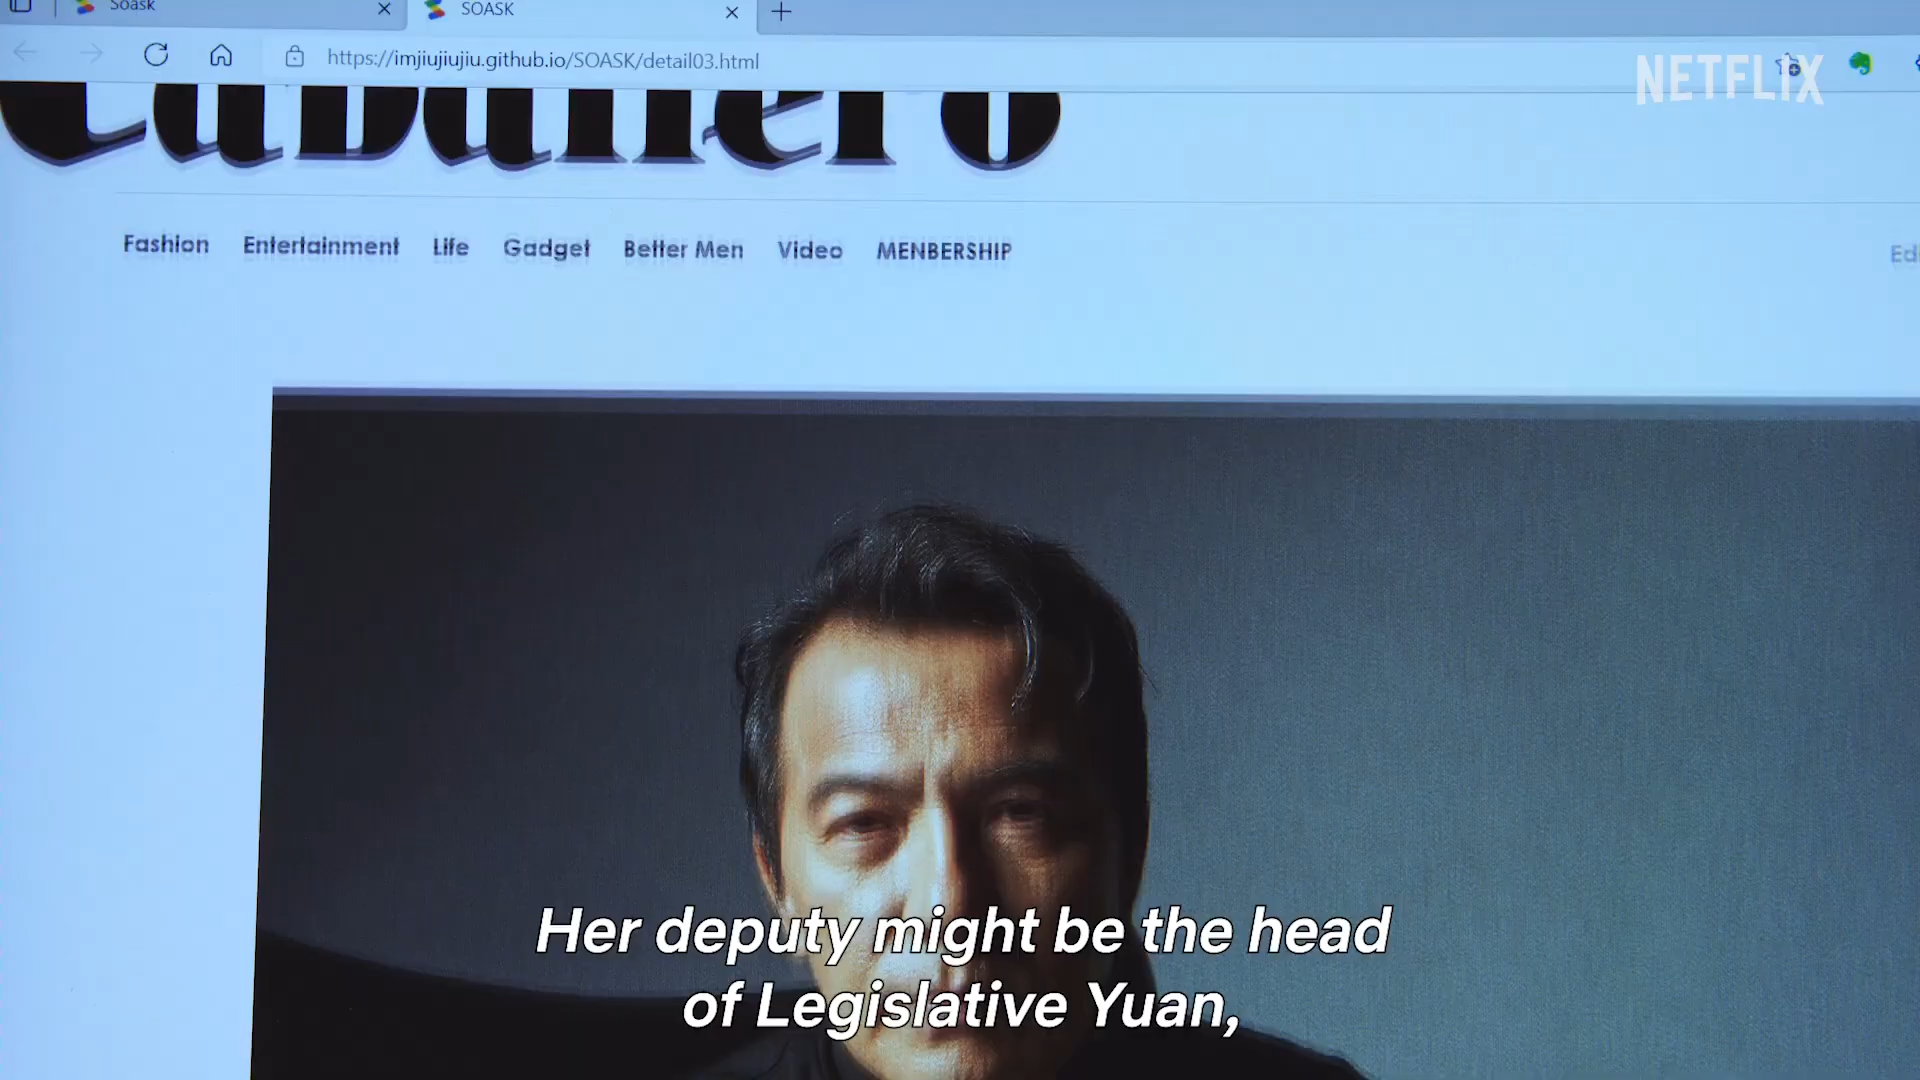 Soask
SOASK
https://imjiujiujiu.github.io/SOASK/detail03.html
NETFLIX
Fashion Entertainment Life Gadget Better Men Video MENBERSHIP
Her deputy might be the head
of Legislative Yuan,